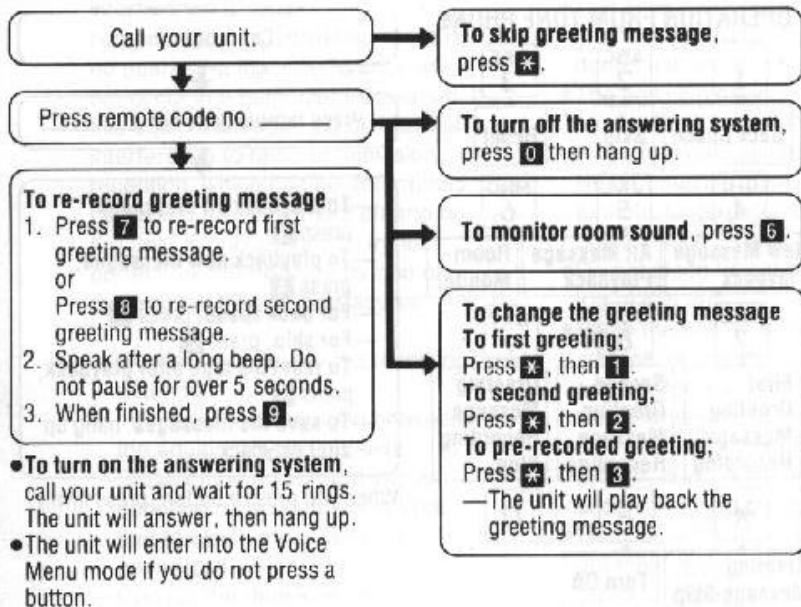 Call your unit.
To skip greeting message,
press *.
Press remote code no.
To turn off the answering system,
press 0 then hang up.
To re-record greeting message
1. Press 7 to re-record first
greeting message.
or
Press 8 to re-record second
greeting message.
2. Speak after a long beep. Do
not pause for over 5 seconds.
3. When finished, press 9.
To monitor room sound, press 6.
To change the greeting message
To first greeting;
Press *, then 1.
To second greeting;
Press *, then 2.
To pre-recorded greeting;
Press *, then 3.
—The unit will play back the
greeting message.
●To turn on the answering system,
call your unit and wait for 15 rings.
The unit will answer, then hang up.
●The unit will enter into the Voice
Menu mode if you do not press a
button.